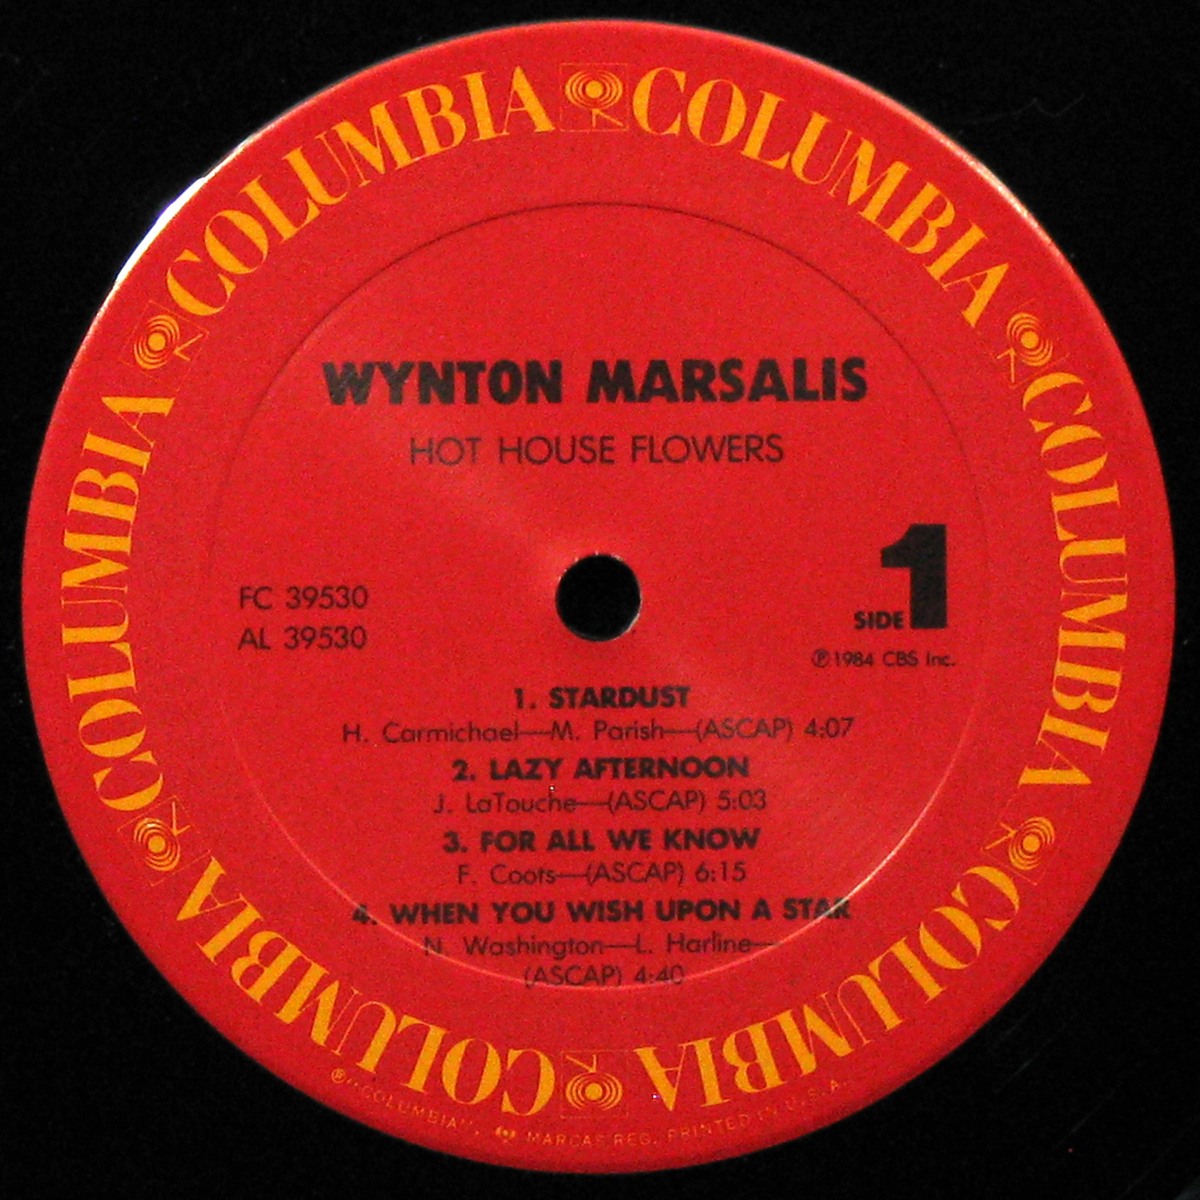 COLUMBIA COLUMBIA COLUMBIA COLUMBIA COLUMBIA COLUMBIA
WYNTON MARSALIS
HOT HOUSE FLOWERS
FC 39530
AL 39530
SIDE 1
℗1984 CBS Inc.
1. STARDUST
H. Carmichael—M. Parish—(ASCAP) 4:07
2. LAZY AFTERNOON
J. LaTouche—(ASCAP) 5:03
3. FOR ALL WE KNOW
F. Coots—(ASCAP) 6:15
4. WHEN YOU WISH UPON A STAR
N. Washington—L. Harline—
(ASCAP) 4:40
®"COLUMBIA", MARCAS REG. PRINTED IN U.S.A.